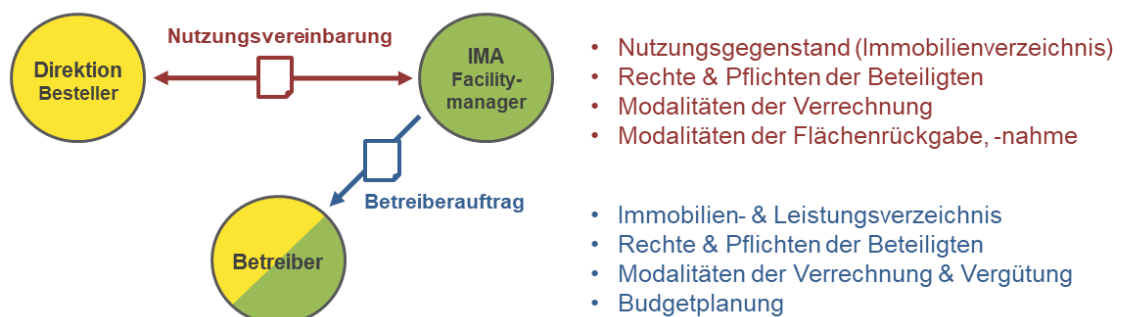 Nutzungsvereinbarung
Direktion
Besteller
IMA
Facility-
manager
• Nutzungsgegenstand (Immobilienverzeichnis)
• Rechte & Pflichten der Beteiligten
• Modalitäten der Verrechnung
• Modalitäten der Flächenrückgabe, -nahme
Betreiberauftrag
Betreiber
• Immobilien- & Leistungsverzeichnis
• Rechte & Pflichten der Beteiligten
• Modalitäten der Verrechnung & Vergütung
• Budgetplanung